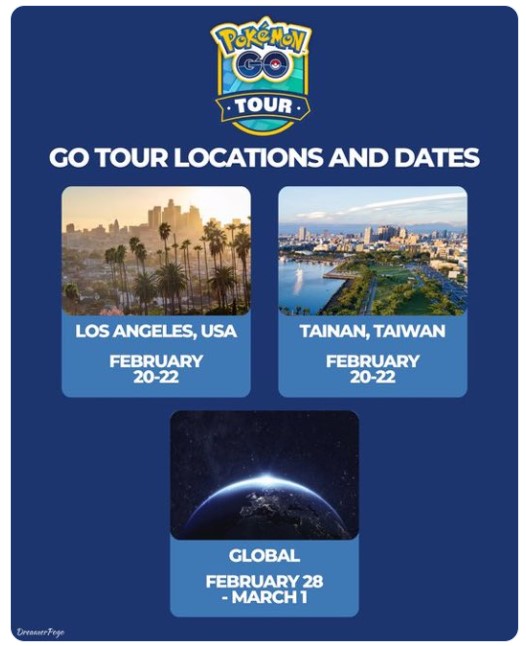 Pokémon
GO
TOUR
GO TOUR LOCATIONS AND DATES
LOS ANGELES, USA
FEBRUARY
20-22
TAINAN, TAIWAN
FEBRUARY
20-22
GLOBAL
FEBRUARY 28
- MARCH 1